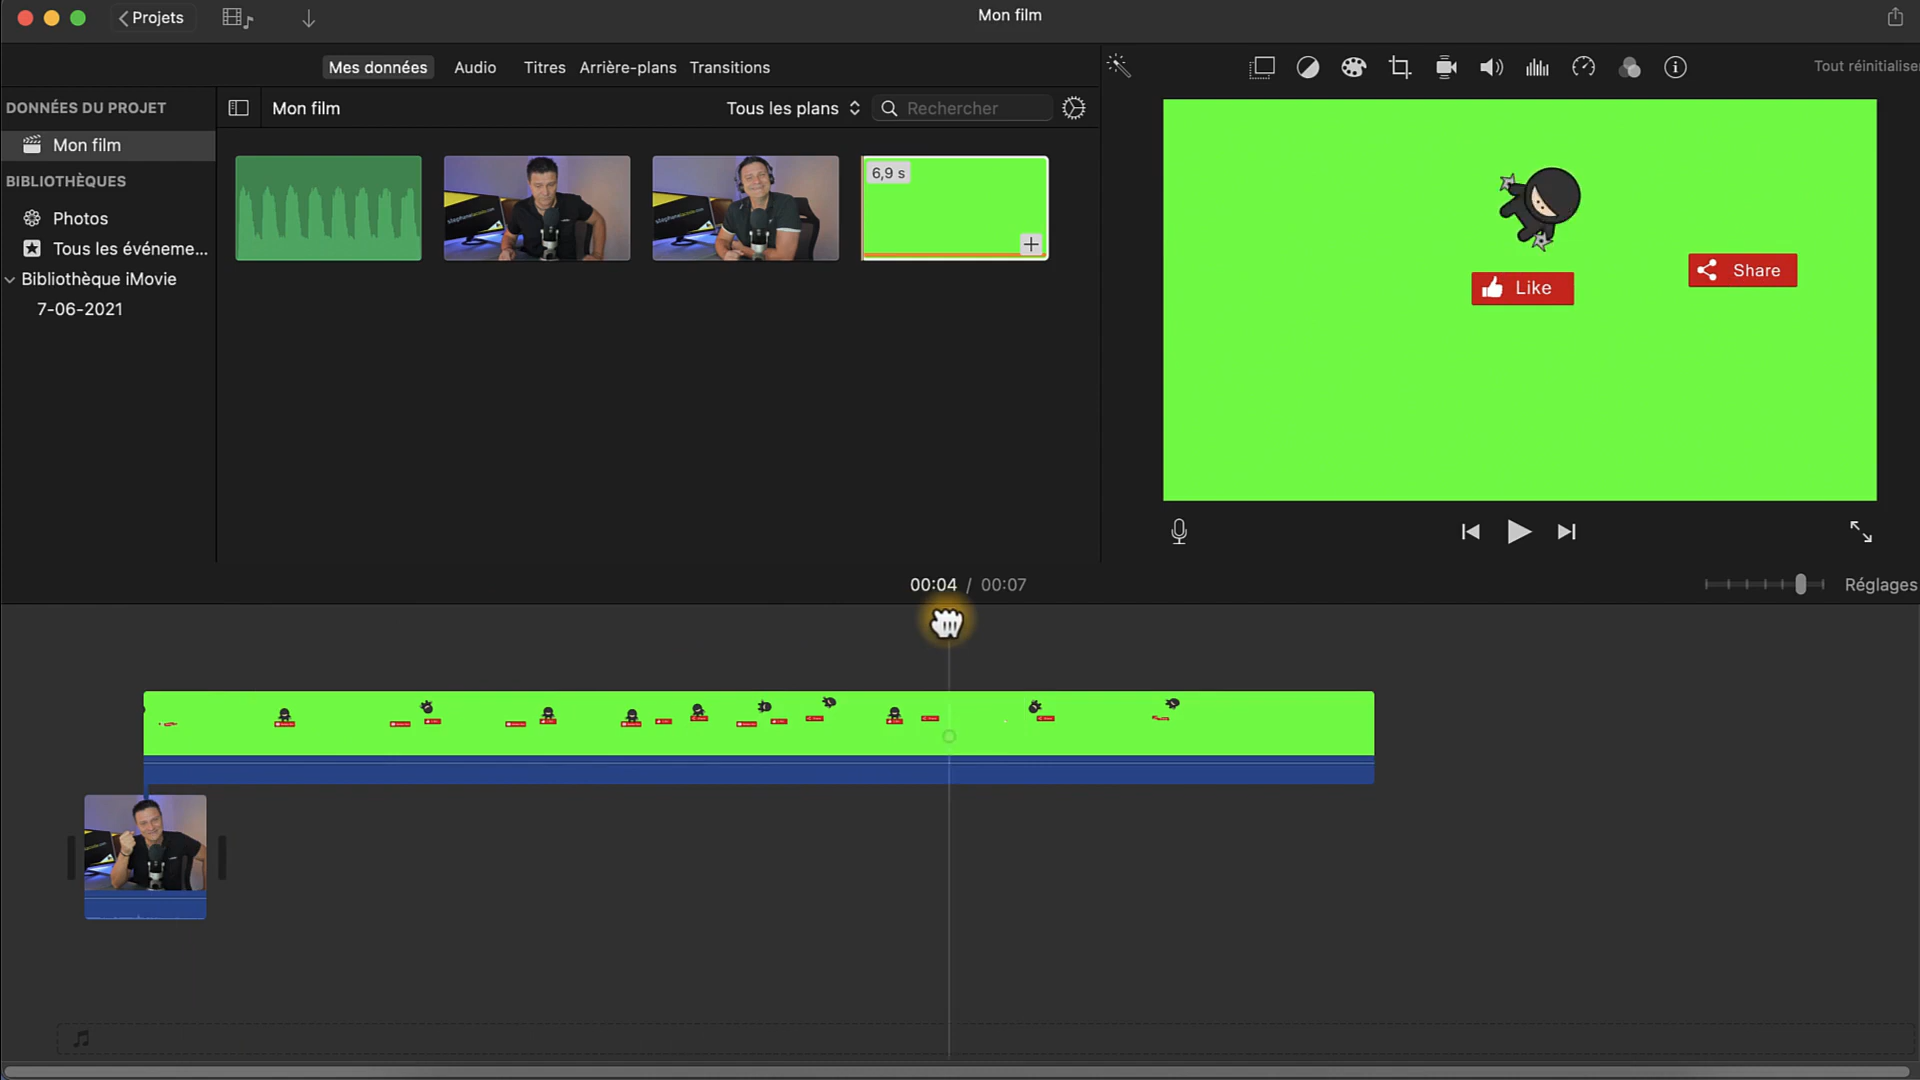 Projets
Mon film
Mes données
Audio
Titres
Arrière-plans
Transitions
Tout réinitialiser
DONNÉES DU PROJET
Mon film
Tous les plans
Rechercher
Mon film
BIBLIOTHÈQUES
6,9 s
Photos
Tous les événeme...
Bibliothèque iMovie
7-06-2021
Share
Like
00:04 / 00:07
Réglages